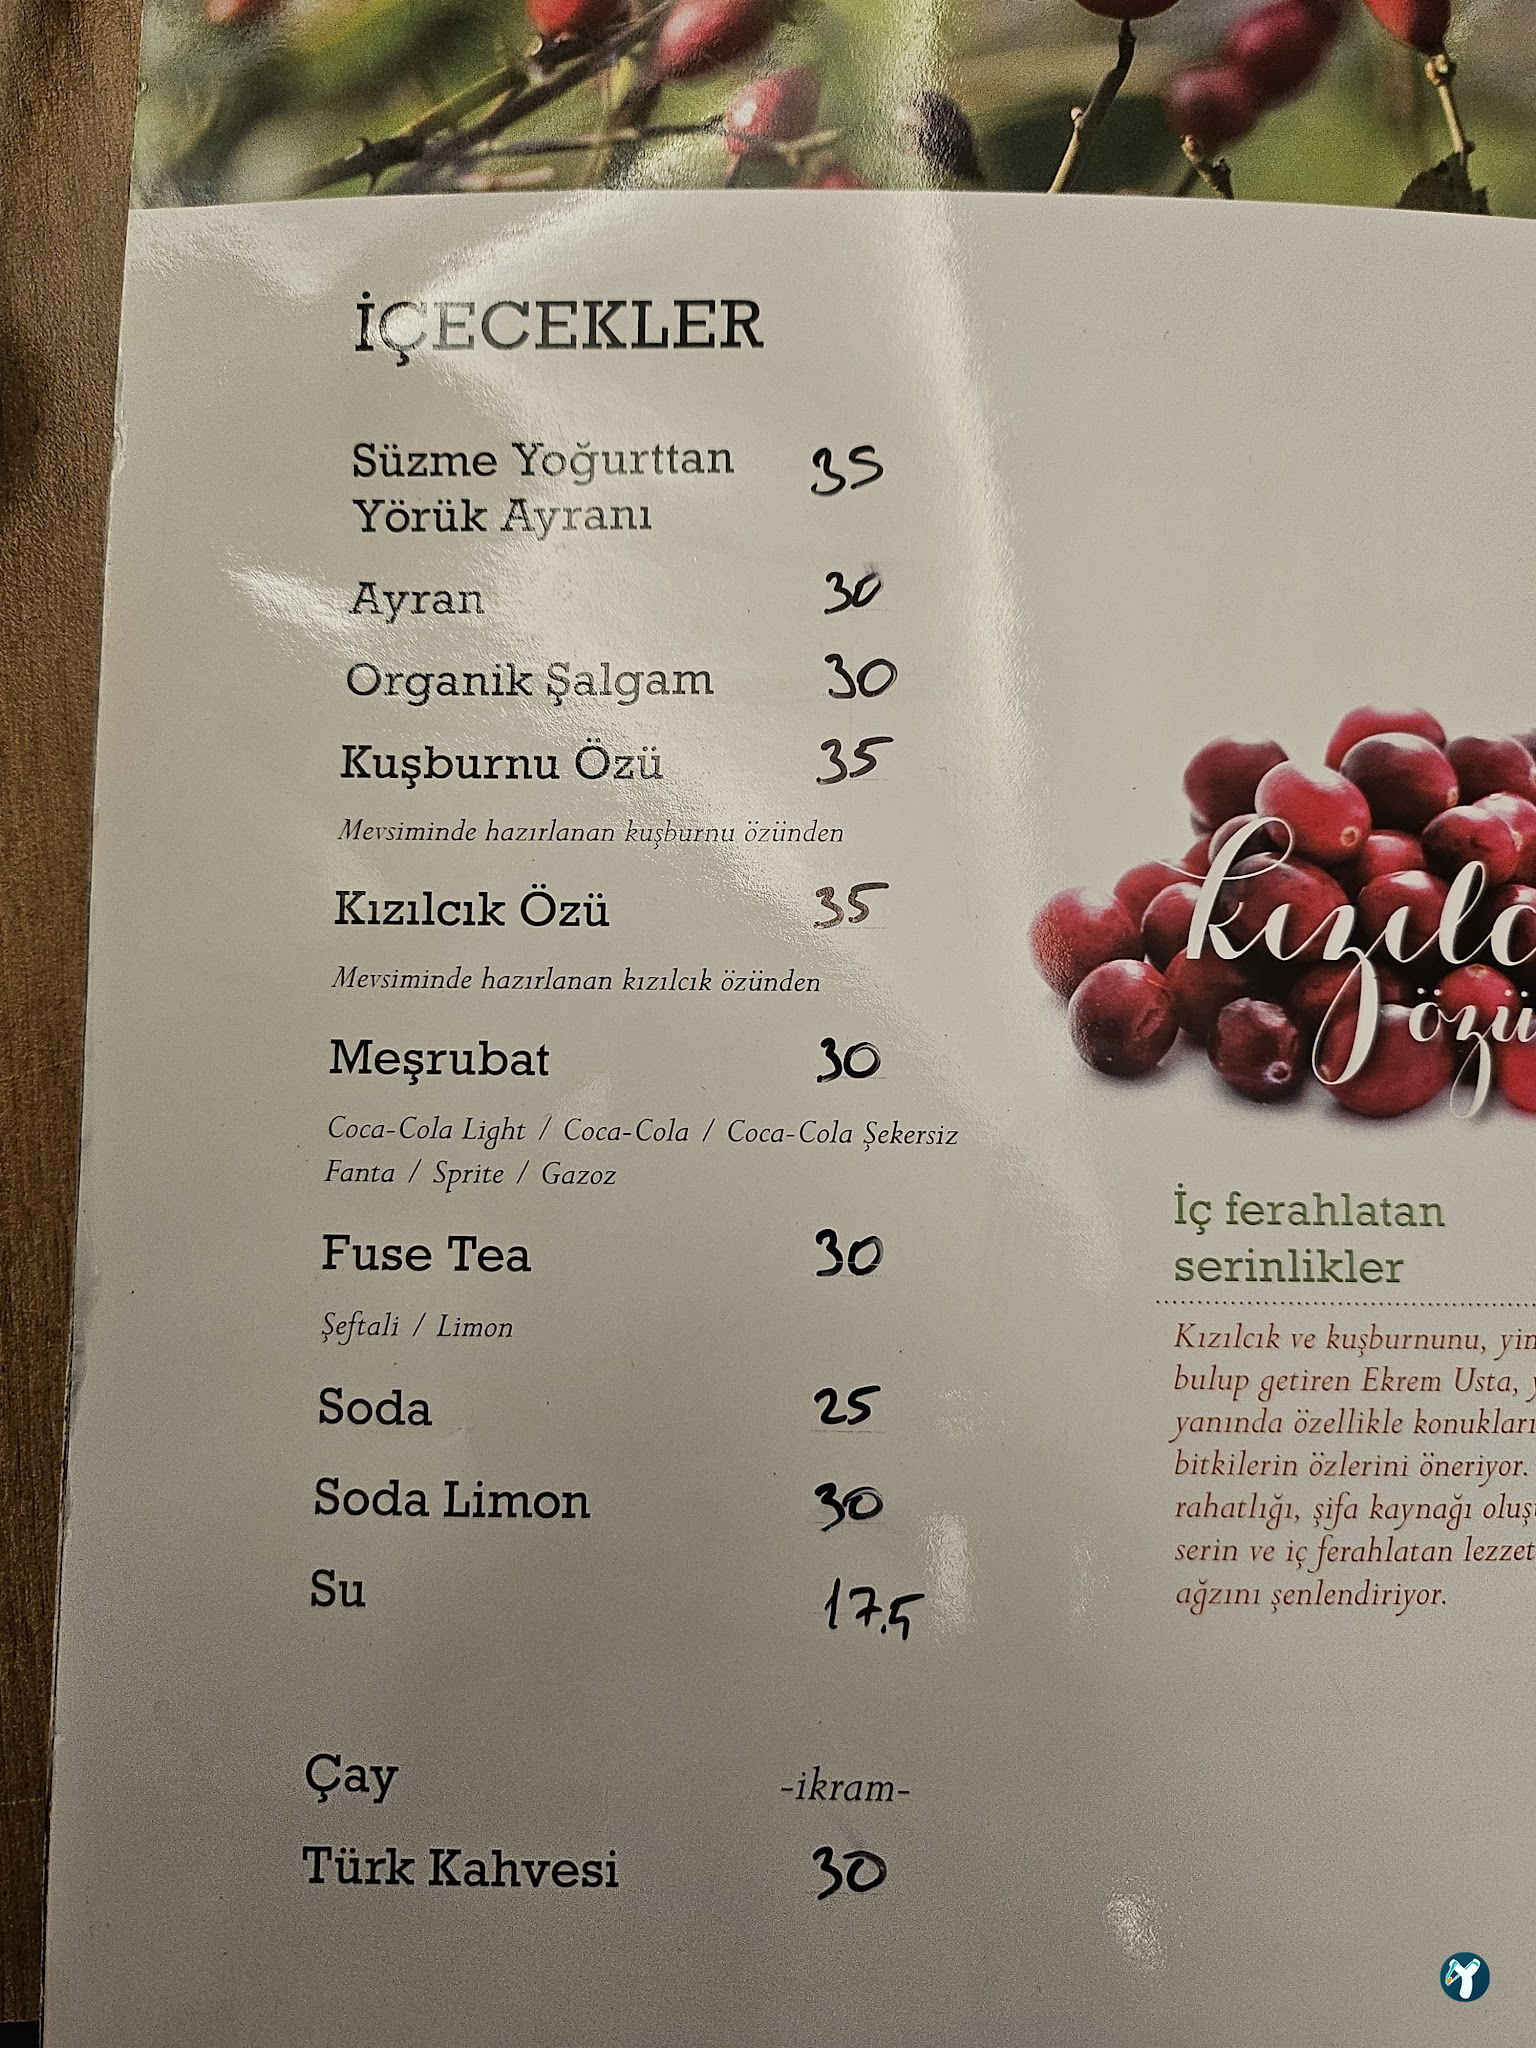 İÇECEKLER
Süzme Yoğurttan 35
Yörük Ayranı
Ayran 30
Organik Şalgam 30
Kuşburnu Özü 35
Mevsiminde hazırlanan kuşburnu özünden
Kızılcık Özü 35
Mevsiminde hazırlanan kızılcık özünden
Meşrubat 30
Coca-Cola Light / Coca-Cola / Coca-Cola Şekersiz
Fanta / Sprite / Gazoz
Fuse Tea 30
Şeftali / Limon
Soda 25
Soda Limon 30
Su 17.5
Çay -ikram-
Türk Kahvesi 30
özü
İç ferahlatan
serinlikler
Kızılcık ve kuşburnunu,
bulup getiren Ekrem Usta,
yanında özellikle
bitkilerin özlerini öneriyor.
rahatlığı, şifa kaynağı
serin ve iç ferahlatan
ağzını şenlendiriyor.